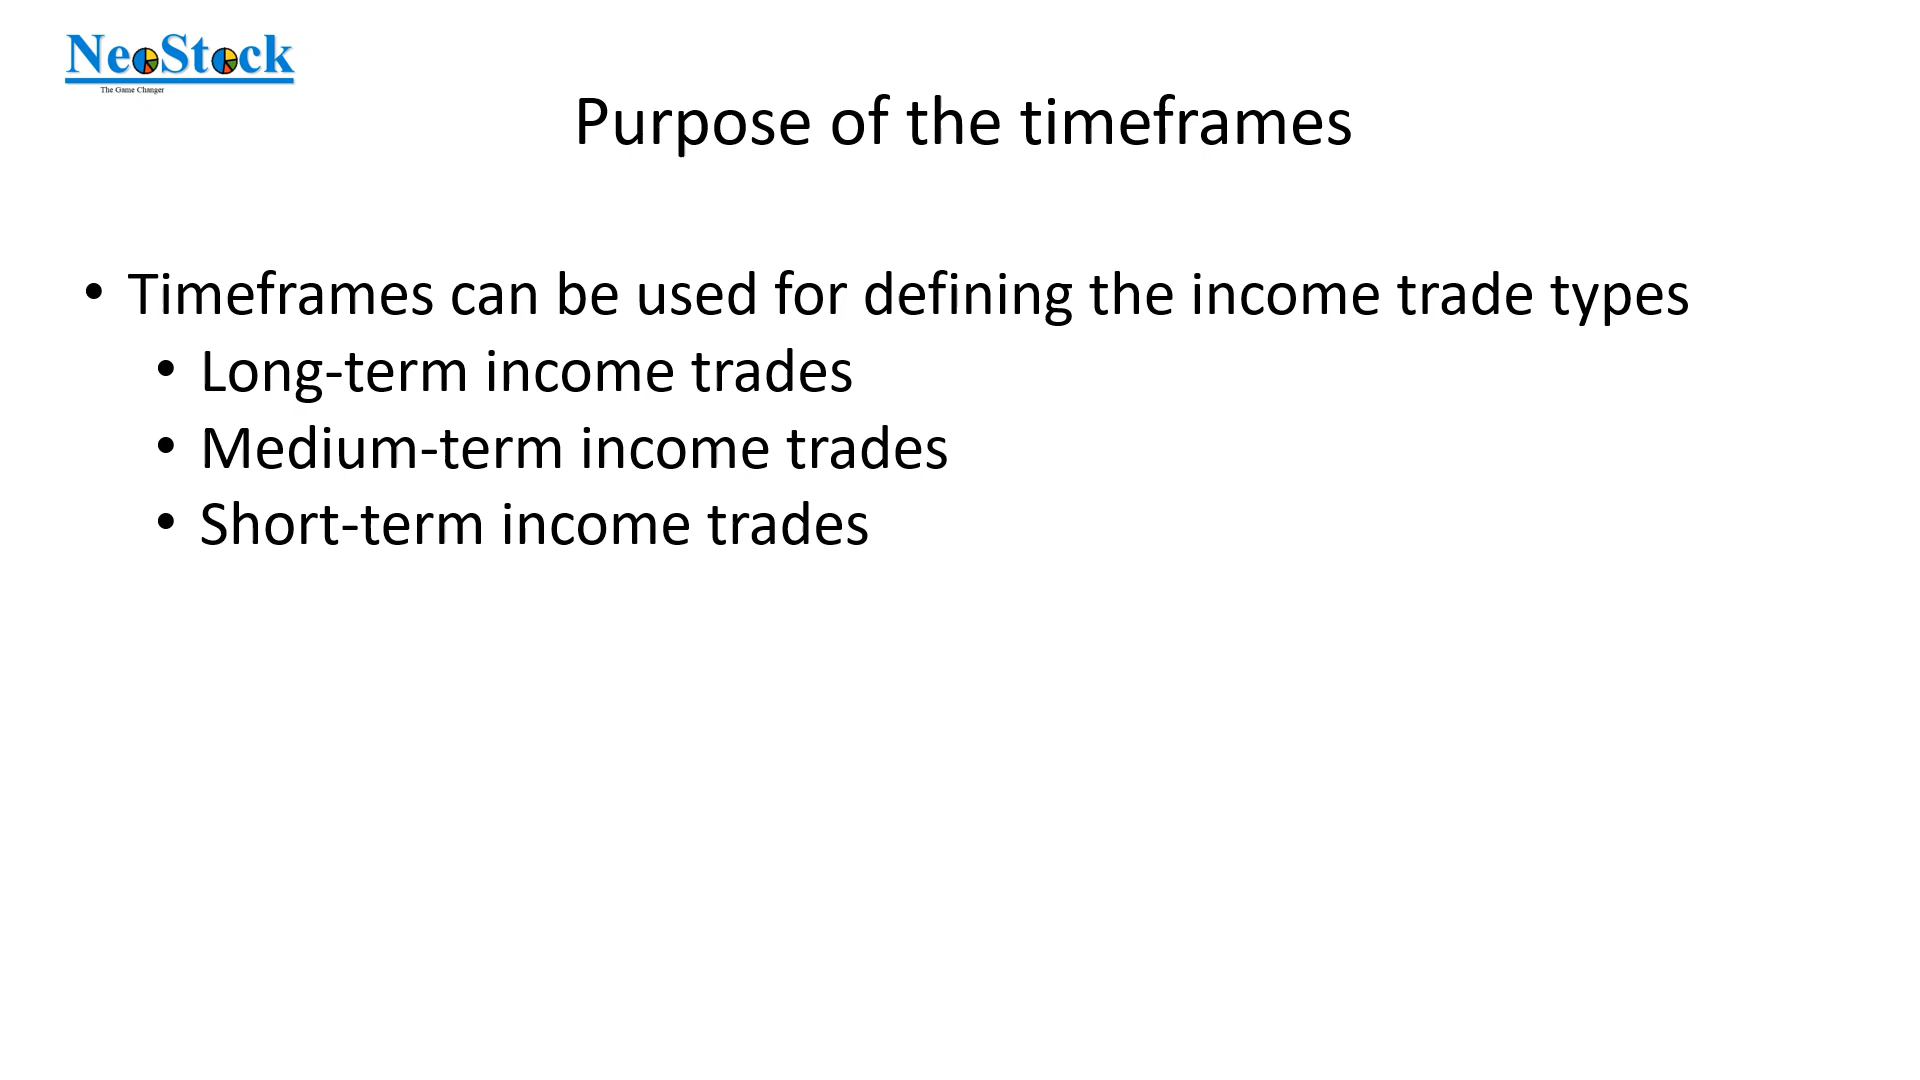 NeoStock
The Game Changer
Purpose of the timeframes
• Timeframes can be used for defining the income trade types
• Long-term income trades
• Medium-term income trades
• Short-term income trades